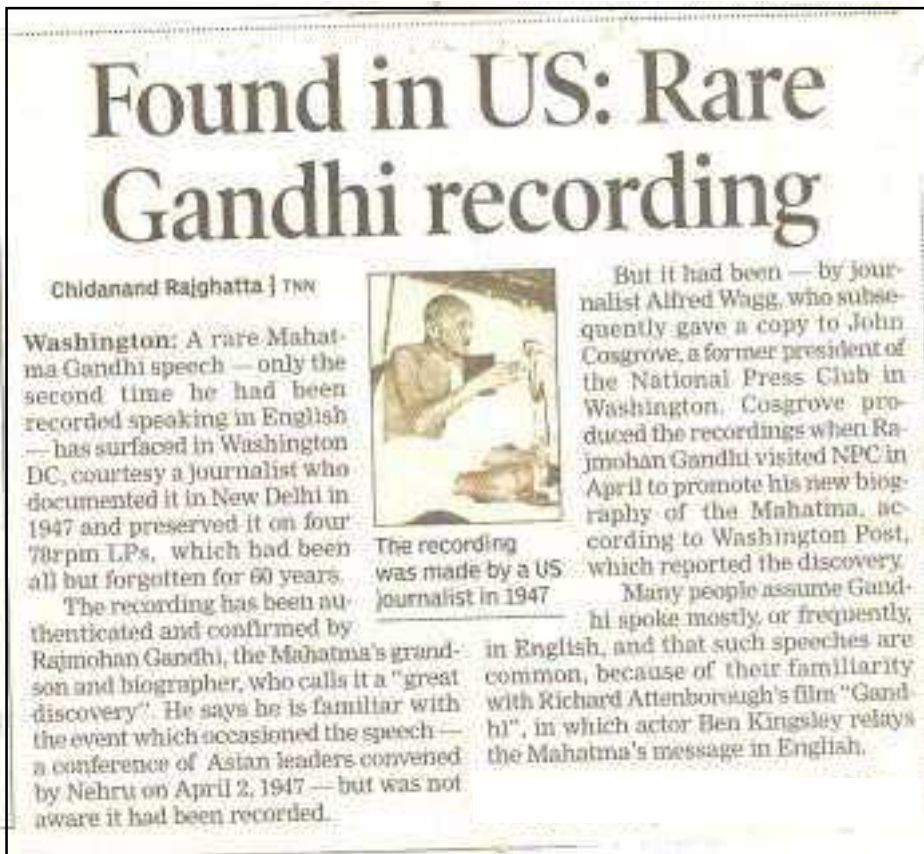 Found in US: Rare
Gandhi recording
Chidanand Rajghatta | TNN
Washington: A rare Mahat-
ma Gandhi speech — only the
second time he had been
recorded speaking in English
— has surfaced in Washington
DC, courtesy a journalist who
documented it in New Delhi in
1947 and preserved it on four
78rpm LPs, which had been
all but forgotten for 60 years.
The recording has been au-
thenticated and confirmed by
Rajmohan Gandhi, the Mahatma's grand-
son and biographer, who calls it a "great
discovery". He says he is familiar with
the event which occasioned the speech —
a conference of Asian leaders convened
by Nehru on April 2, 1947 — but was not
aware it had been recorded.
The recording
was made by a US
journalist in 1947
But it had been — by jour-
nalist Alfred Wagg, who subse-
quently gave a copy to John
Cosgrove, a former president of
the National Press Club in
Washington. Cosgrove pro-
duced the recordings when Ra-
jmohan Gandhi visited NPC in
April to promote his new biog-
raphy of the Mahatma, ac-
cording to Washington Post,
which reported the discovery.
Many people assume Gand-
hi spoke mostly, or frequently,
in English, and that such speeches are
common, because of their familiarity
with Richard Attenborough's film "Gand
hi", in which actor Ben Kingsley relays
the Mahatma's message in English.